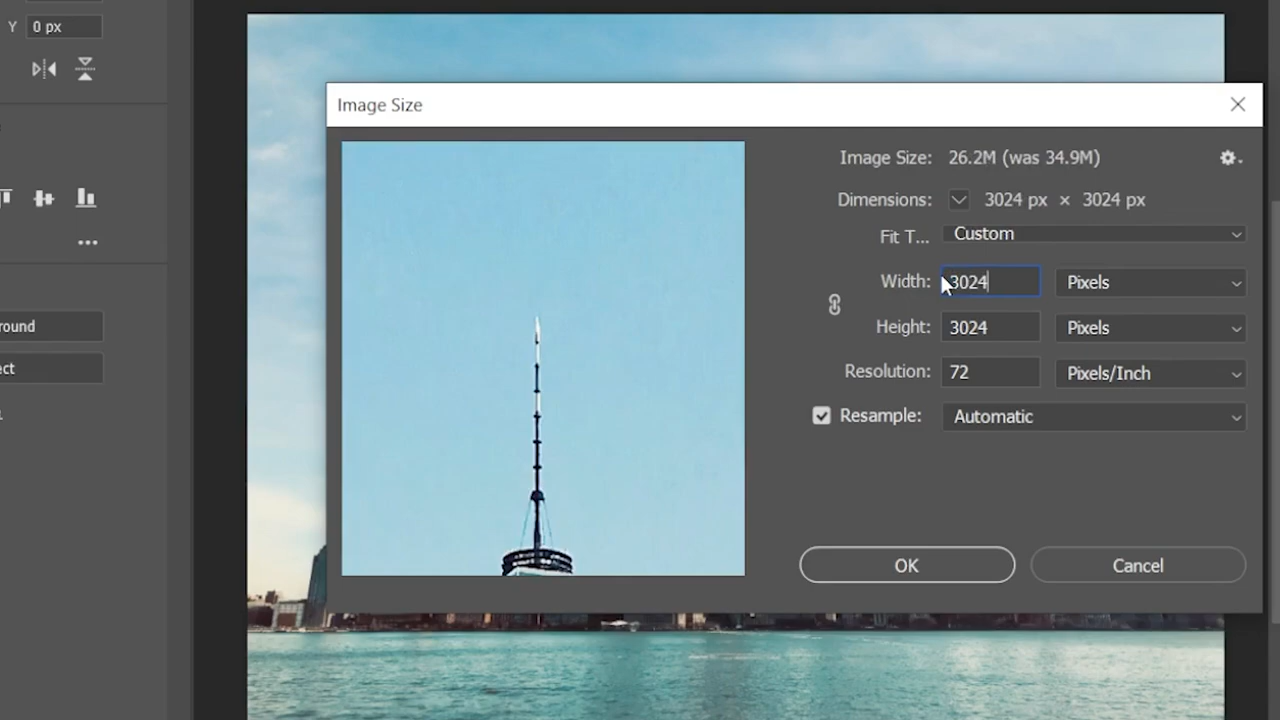 Y 0 px
Image Size
Image Size: 26.2M (was 34.9M)
Dimensions: 3024 px × 3024 px
Fit T... Custom
Width: 3024 Pixels
Height: 3024 Pixels
Resolution: 72 Pixels/Inch
Resample: Automatic
OK Cancel
round
ect